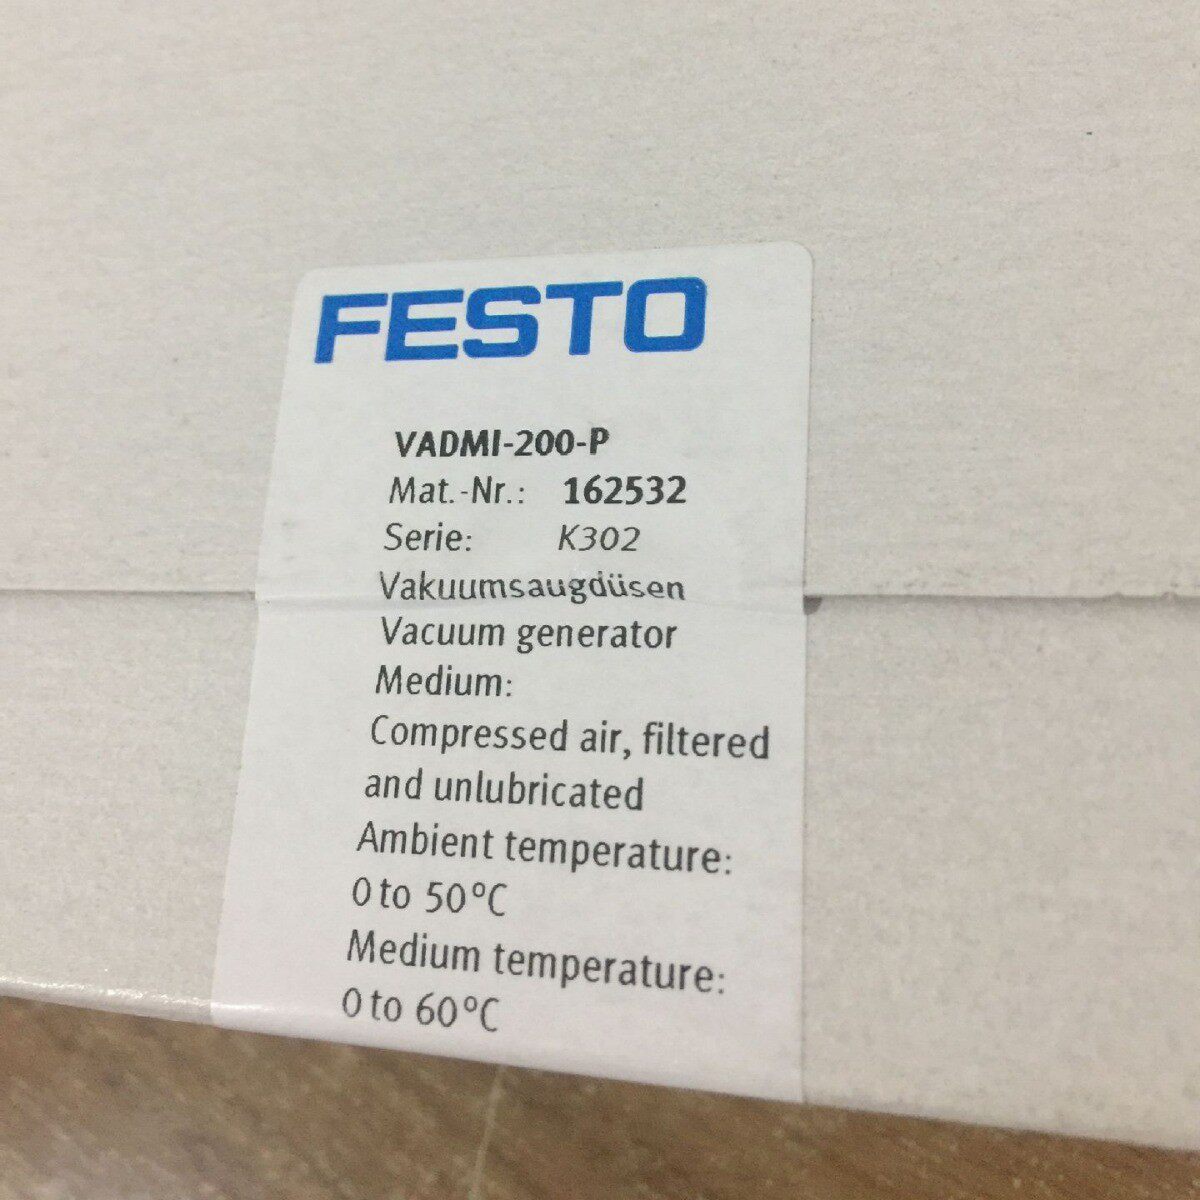 FESTO
VADMI-200-P
Mat.-Nr.: 162532
Serie: K302
Vakuumsaugdüsen
Vacuum generator
Medium:
Compressed air, filtered
and unlubricated
Ambient temperature:
0 to 50°C
Medium temperature:
0 to 60°C